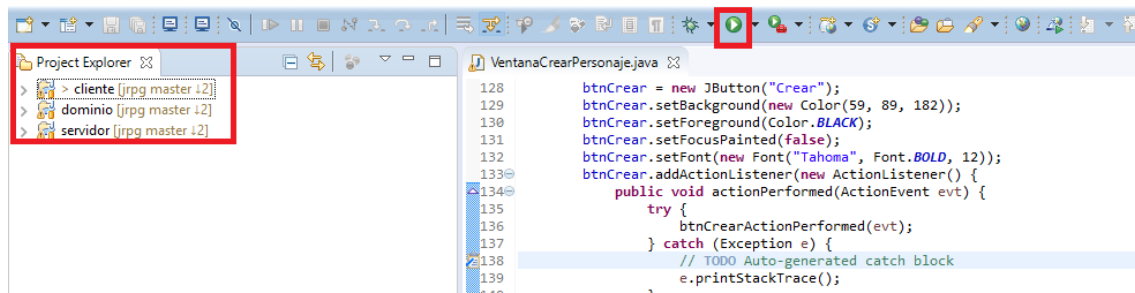 Project Explorer
> cliente [jrpg master ↓2]
dominio [jrpg master ↓2]
servidor [jrpg master ↓2]
VentanaCrearPersonaje.java
128 btnCrear = new JButton("Crear");
129 btnCrear.setBackground(new Color(59, 89, 182));
130 btnCrear.setForeground(Color.BLACK);
131 btnCrear.setFocusPainted(false);
132 btnCrear.setFont(new Font("Tahoma", Font.BOLD, 12));
133 btnCrear.addActionListener(new ActionListener() {
134 public void actionPerformed(ActionEvent evt) {
135 try {
136 btnCrearActionPerformed(evt);
137 } catch (Exception e) {
138 // TODO Auto-generated catch block
139 e.printStackTrace();